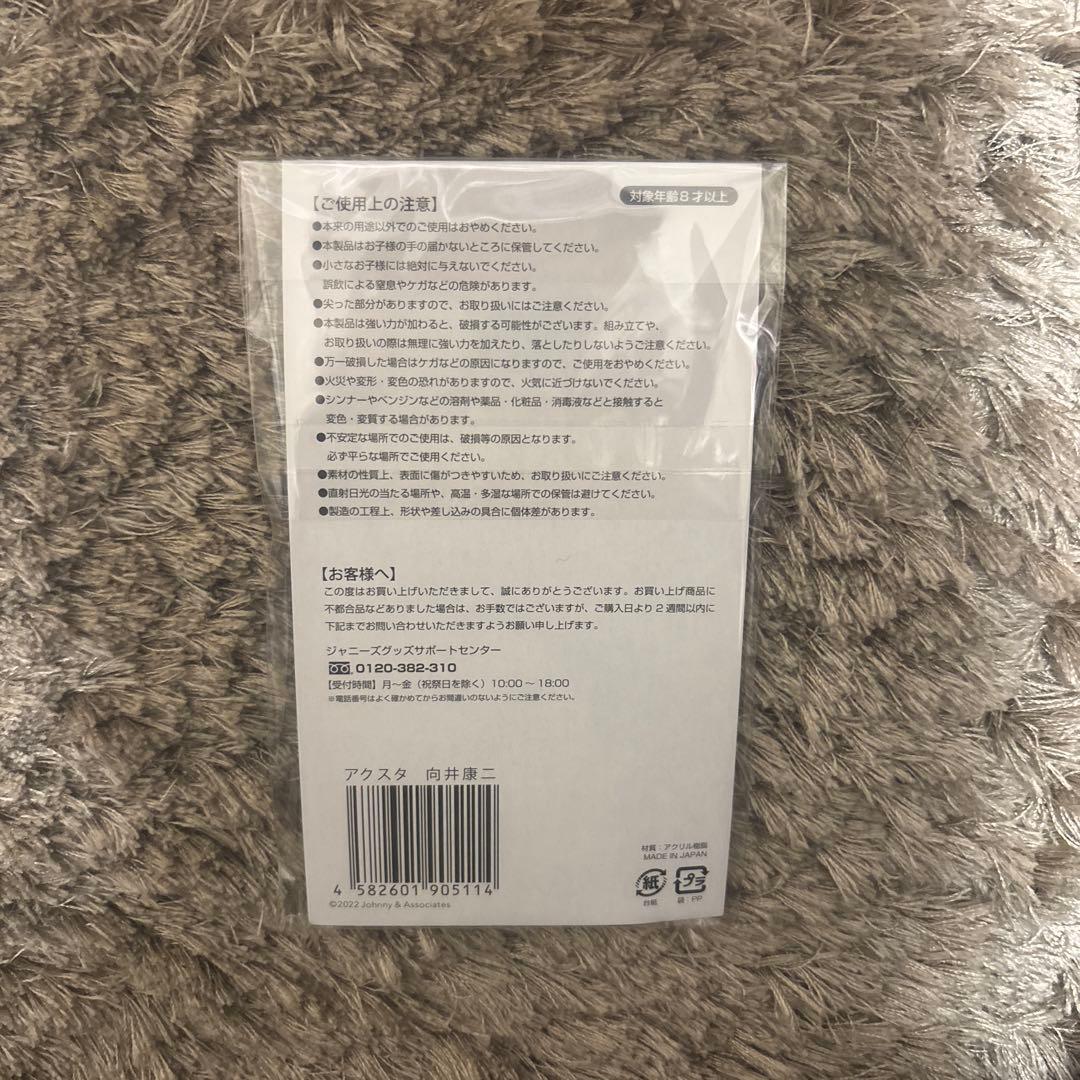 【ご使用上の注意】
対象年齢8才以上
●本来の用途以外でのご使用はおやめください。
●本製品はお子様の手の届かないところに保管してください。
●小さなお子様には絶対に与えないでください。
誤飲による窒息やケガなどの危険があります。
●尖った部分がありますので、お取り扱いにはご注意ください。
●本製品は強い力が加わると、破損する可能性がございます。組み立てや、
お取り扱いの際は無理に強い力を加えたり、落としたりしないようご注意ください。
●万一破損した場合はケガなどの原因になりますので、ご使用をおやめください。
●火災や変形・変色の恐れがありますので、火気に近づけないでください。
●シンナーやベンジンなどの溶剤や薬品・化粧品・消毒液などと接触すると
変色・変質する場合があります。
●不安定な場所でのご使用は、破損等の原因となります。
必ず平らな場所でご使用ください。
●素材の性質上、表面に傷がつきやすいため、お取り扱いにご注意ください。
●直射日光の当たる場所や、高温・多湿な場所での保管は避けてください。
●製造の工程上、形状や差し込みの具合に個体差があります。
【お客様へ】
この度はお買い上げいただきまして、誠にありがとうございます。お買い上げ商品に
不都合品などありました場合は、お手数ではございますが、ご購入日より2週間以内に
下記までお問い合わせいただきますようお願い申し上げます。
ジャニーズグッズサポートセンター
0120-382-310
【受付時間】月〜金（祝祭日を除く）10:00〜18:00
※電話番号はよく確かめてからお間違いのないようにご注意ください。
アクスタ 向井康二
4 582601 905114
©2022 Johnny & Associates
材質：アクリル樹脂
MADE IN JAPAN
紙 プラ
台紙 袋：PP